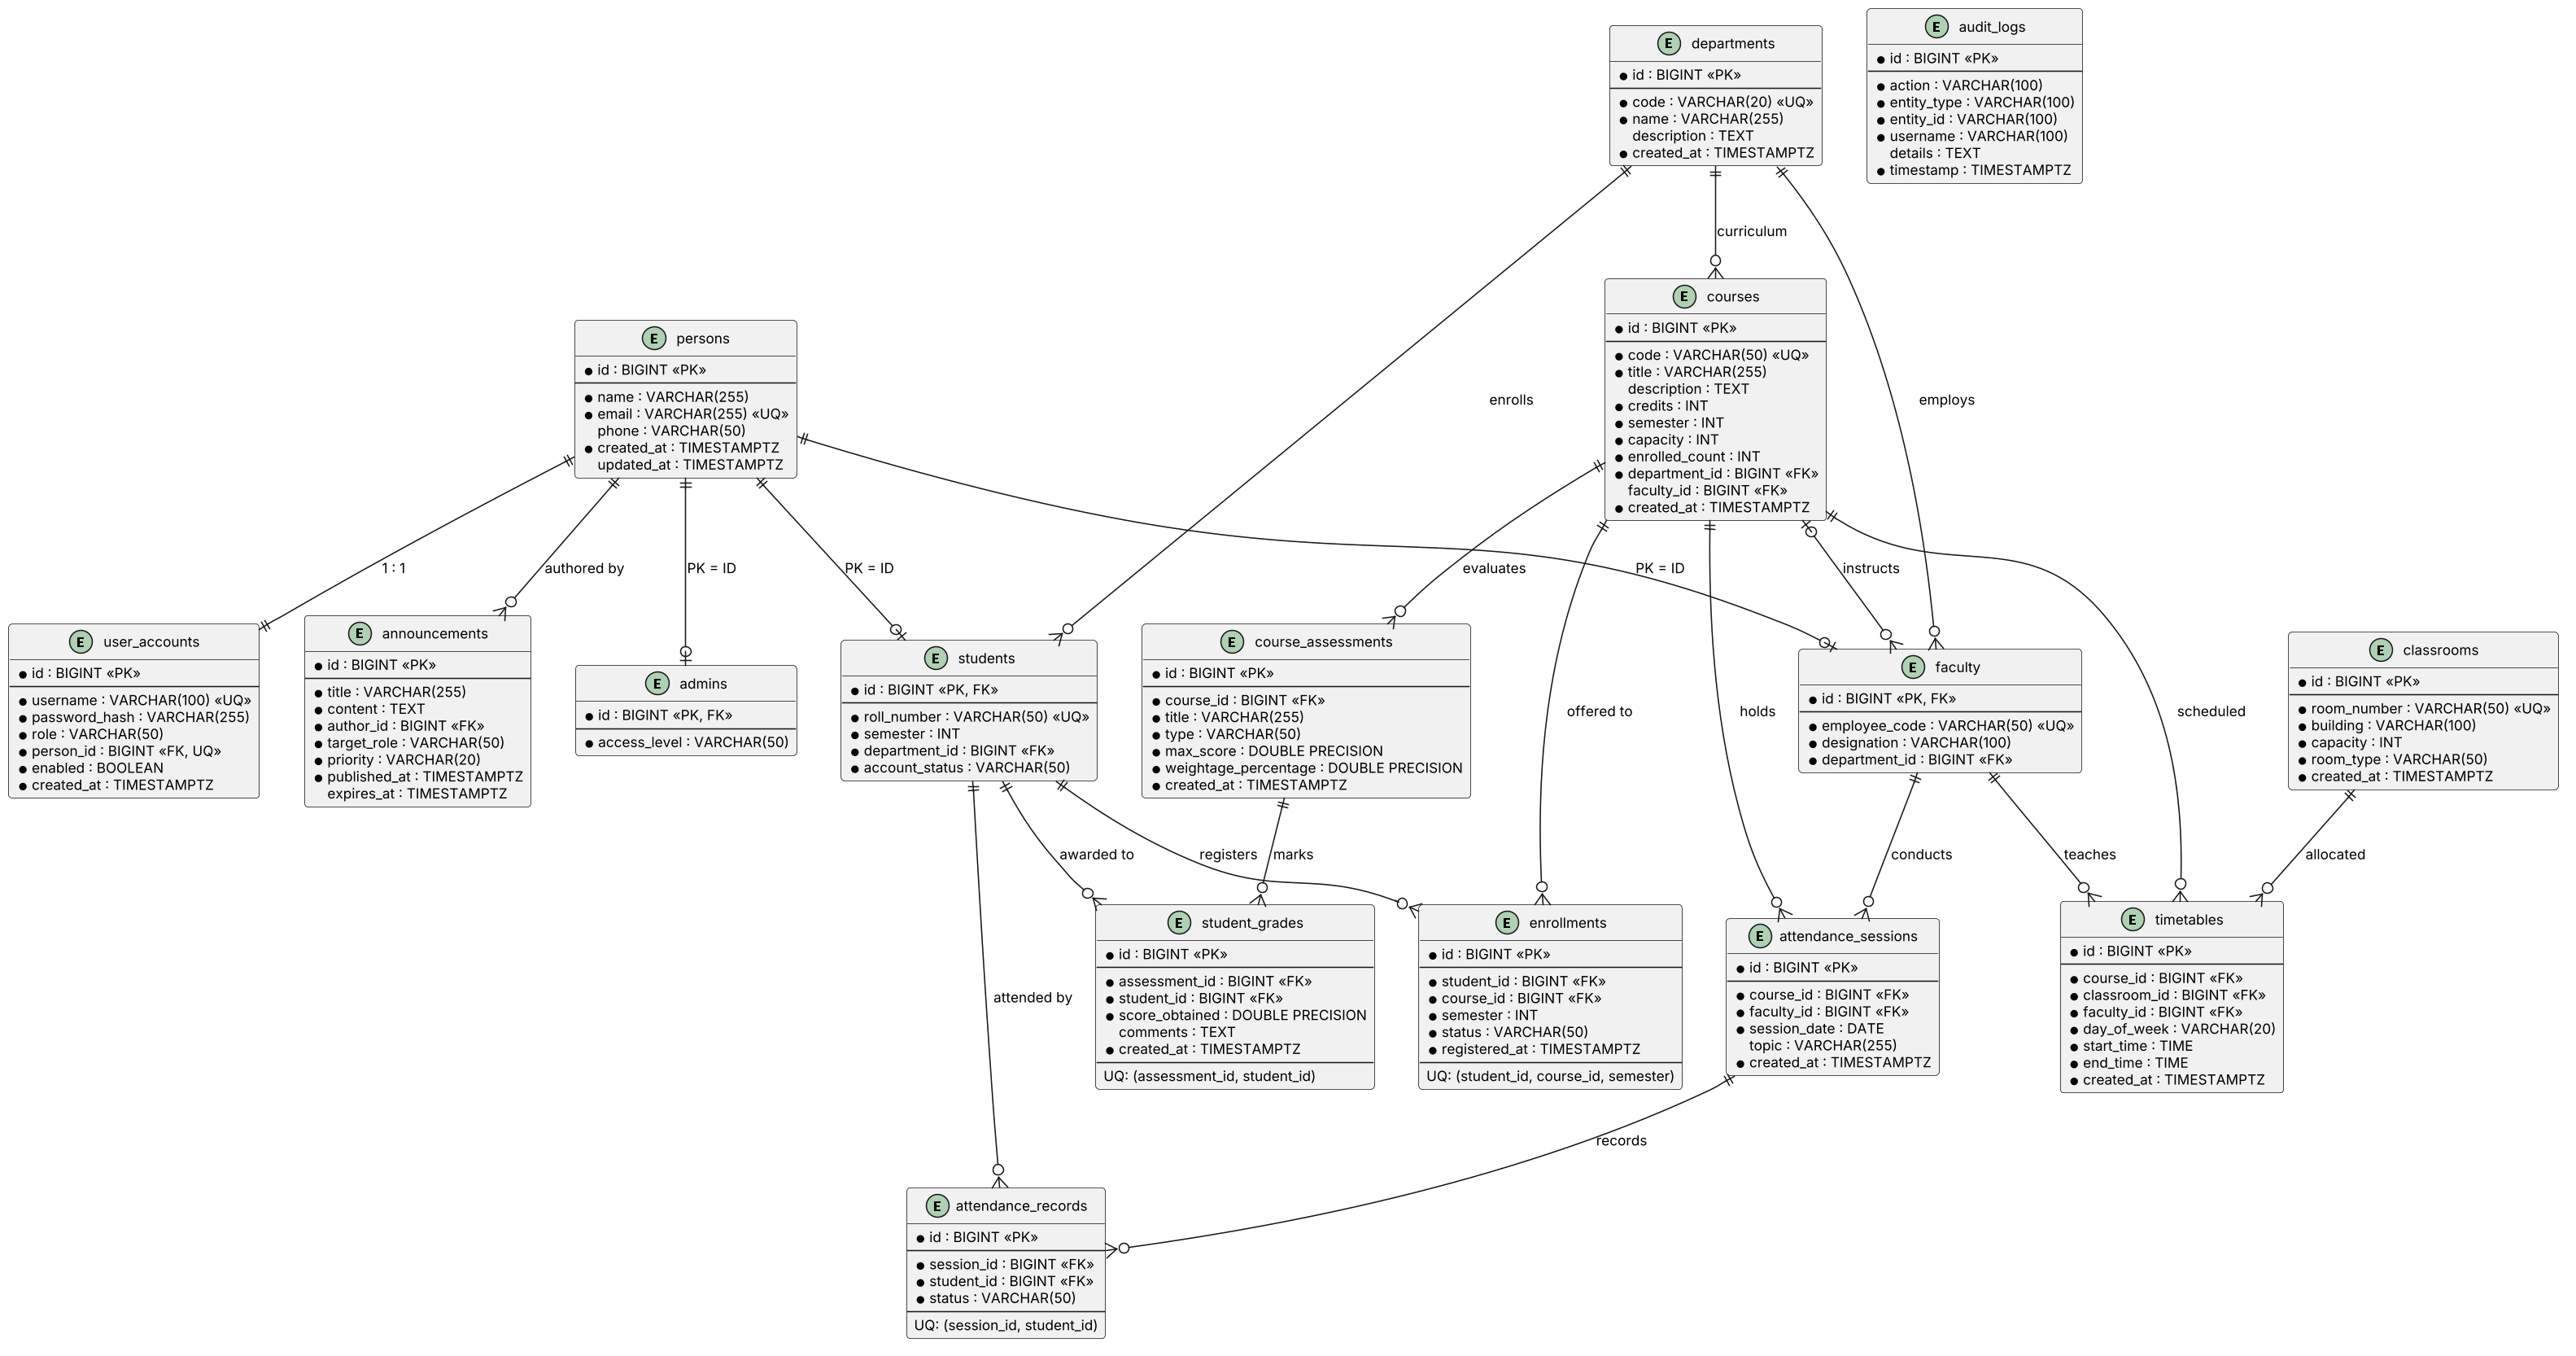 E departments
id : BIGINT «PK»
code : VARCHAR(20) «UQ»
name : VARCHAR(255)
description : TEXT
created_at : TIMESTAMPTZ
E audit_logs
id : BIGINT «PK»
action : VARCHAR(100)
entity_type : VARCHAR(100)
entity_id : VARCHAR(100)
username : VARCHAR(100)
details : TEXT
timestamp : TIMESTAMPTZ
curriculum
enrolls
employs
E courses
id : BIGINT «PK»
code : VARCHAR(50) «UQ»
title : VARCHAR(255)
description : TEXT
credits : INT
semester : INT
capacity : INT
enrolled_count : INT
department_id : BIGINT «FK»
faculty_id : BIGINT «FK»
created_at : TIMESTAMPTZ
E persons
id : BIGINT «PK»
name : VARCHAR(255)
email : VARCHAR(255) «UQ»
phone : VARCHAR(50)
created_at : TIMESTAMPTZ
updated_at : TIMESTAMPTZ
1 : 1
authored by
PK = ID
PK = ID
evaluates
PK = ID
instructs
E user_accounts
id : BIGINT «PK»
username : VARCHAR(100) «UQ»
password_hash : VARCHAR(255)
role : VARCHAR(50)
person_id : BIGINT «FK, UQ»
enabled : BOOLEAN
created_at : TIMESTAMPTZ
E announcements
id : BIGINT «PK»
title : VARCHAR(255)
content : TEXT
author_id : BIGINT «FK»
target_role : VARCHAR(50)
priority : VARCHAR(20)
published_at : TIMESTAMPTZ
expires_at : TIMESTAMPTZ
E admins
id : BIGINT «PK, FK»
access_level : VARCHAR(50)
E students
id : BIGINT «PK, FK»
roll_number : VARCHAR(50) «UQ»
semester : INT
department_id : BIGINT «FK»
account_status : VARCHAR(50)
E course_assessments
id : BIGINT «PK»
course_id : BIGINT «FK»
title : VARCHAR(255)
type : VARCHAR(50)
max_score : DOUBLE PRECISION
weightage_percentage : DOUBLE PRECISION
created_at : TIMESTAMPTZ
offered to
holds
E faculty
id : BIGINT «PK, FK»
employee_code : VARCHAR(50) «UQ»
designation : VARCHAR(100)
department_id : BIGINT «FK»
scheduled
E classrooms
id : BIGINT «PK»
room_number : VARCHAR(50) «UQ»
building : VARCHAR(100)
capacity : INT
room_type : VARCHAR(50)
created_at : TIMESTAMPTZ
awarded to
registers
marks
conducts
teaches
allocated
attended by
E student_grades
id : BIGINT «PK»
assessment_id : BIGINT «FK»
student_id : BIGINT «FK»
score_obtained : DOUBLE PRECISION
comments : TEXT
created_at : TIMESTAMPTZ
UQ: (assessment_id, student_id)
E enrollments
id : BIGINT «PK»
student_id : BIGINT «FK»
course_id : BIGINT «FK»
semester : INT
status : VARCHAR(50)
registered_at : TIMESTAMPTZ
UQ: (student_id, course_id, semester)
E attendance_sessions
id : BIGINT «PK»
course_id : BIGINT «FK»
faculty_id : BIGINT «FK»
session_date : DATE
topic : VARCHAR(255)
created_at : TIMESTAMPTZ
E timetables
id : BIGINT «PK»
course_id : BIGINT «FK»
classroom_id : BIGINT «FK»
faculty_id : BIGINT «FK»
day_of_week : VARCHAR(20)
start_time : TIME
end_time : TIME
created_at : TIMESTAMPTZ
records
E attendance_records
id : BIGINT «PK»
session_id : BIGINT «FK»
student_id : BIGINT «FK»
status : VARCHAR(50)
UQ: (session_id, student_id)